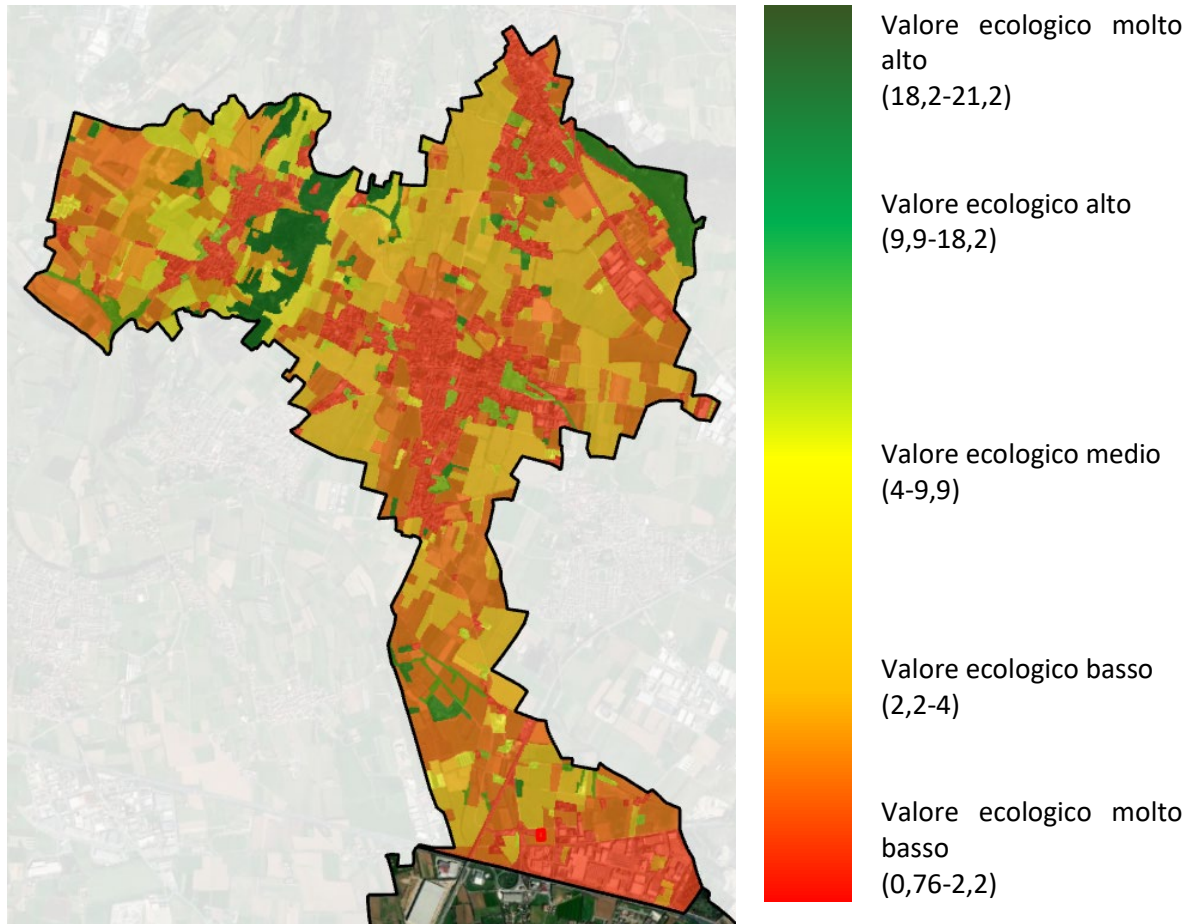 Valore ecologico molto
alto
(18,2-21,2)
Valore ecologico alto
(9,9-18,2)
Valore ecologico medio
(4-9,9)
Valore ecologico basso
(2,2-4)
Valore ecologico molto
basso
(0,76-2,2)